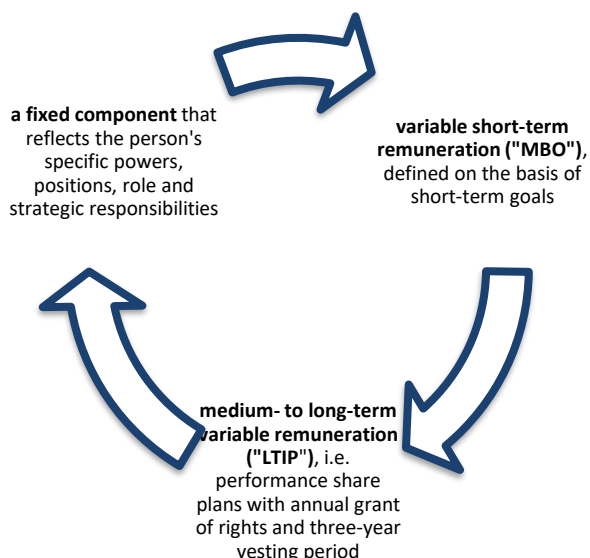 a fixed component that
reflects the person's
specific powers,
positions, role and
strategic responsibilities
variable short-term
remuneration ("MBO"),
defined on the basis of
short-term goals
medium- to long-term
variable remuneration
("LTIP"), i.e.
performance share
plans with annual grant
of rights and three-year
vesting period